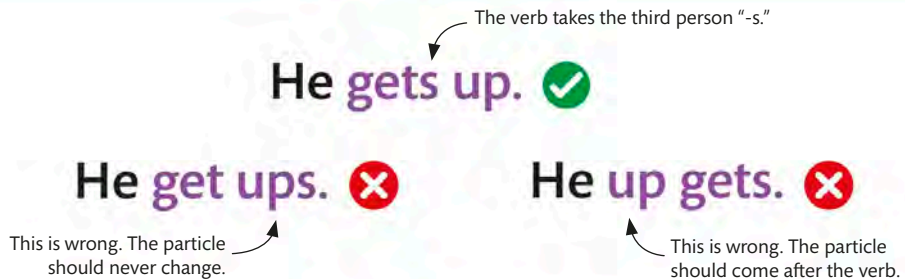 The verb takes the third person “-s.”
He gets up.
He get ups.
He up gets.
This is wrong. The particle
should never change.
This is wrong. The particle
should come after the verb.